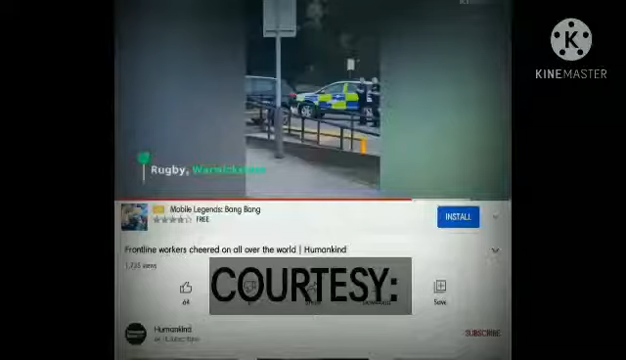 K
KINEMASTER
Rugby, Warwickshire
Mobile Legends: Bang Bang
FREE
INSTALL
Frontline workers cheered on all over the world | Humankind
COURTESY:
64
Save
Humankind
SUBSCRIBE